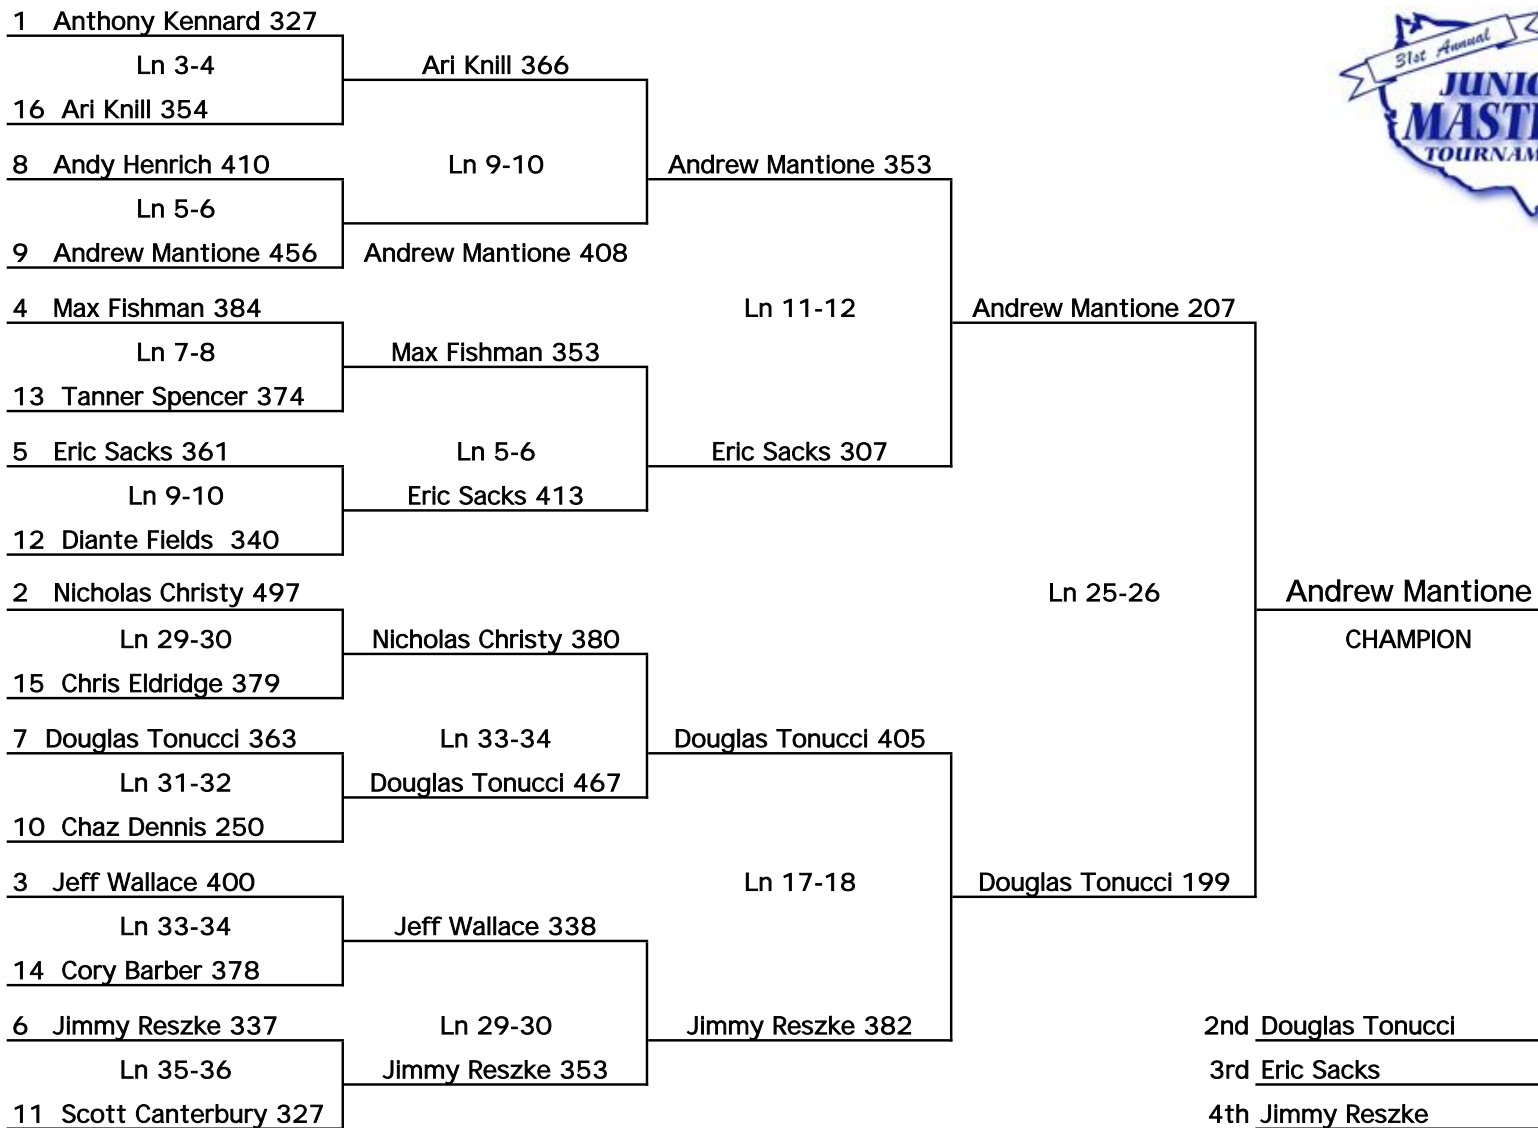 1 Anthony Kennard 327
Ln 3-4
16 Ari Knill 354
8 Andy Henrich 410
Ln 5-6
9 Andrew Mantione 456
4 Max Fishman 384
Ln 7-8
13 Tanner Spencer 374
5 Eric Sacks 361
Ln 9-10
12 Diante Fields 340
2 Nicholas Christy 497
Ln 29-30
15 Chris Eldridge 379
7 Douglas Tonucci 363
Ln 31-32
10 Chaz Dennis 250
3 Jeff Wallace 400
Ln 33-34
14 Cory Barber 378
6 Jimmy Reszke 337
Ln 35-36
11 Scott Canterbury 327
Ari Knill 366
Ln 9-10
Andrew Mantione 408
Max Fishman 353
Ln 5-6
Eric Sacks 413
Nicholas Christy 380
Ln 33-34
Douglas Tonucci 467
Jeff Wallace 338
Ln 29-30
Jimmy Reszke 353
Andrew Mantione 353
Ln 11-12
Eric Sacks 307
Douglas Tonucci 405
Ln 17-18
Jimmy Reszke 382
Andrew Mantione 207
Ln 25-26
Douglas Tonucci 199
Andrew Mantione
CHAMPION
31st Annual
2nd Douglas Tonucci
3rd Eric Sacks
4th Jimmy Reszke